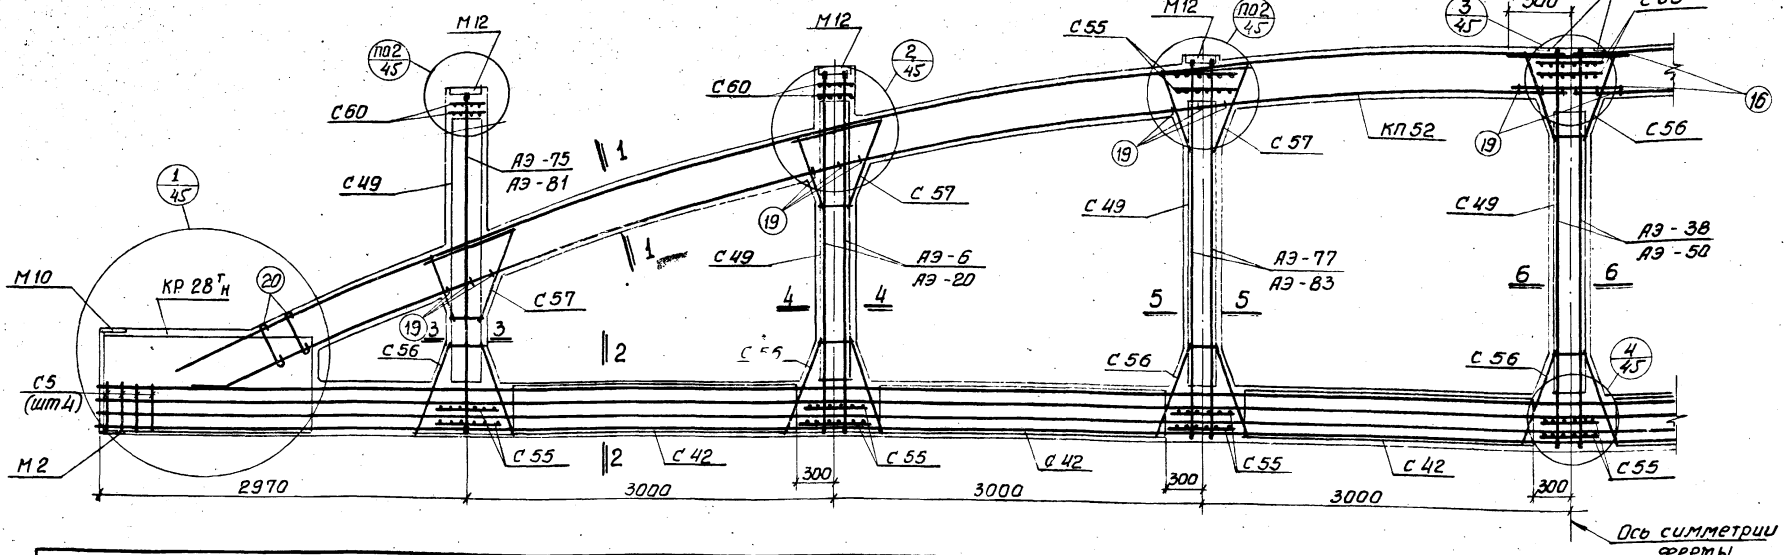 М12
М12
М12
по2
45
по2
45
2
45
3
45
300
С55
С60
С60
16
КП52
19
19
19
19
С56
С57
С57
С57
АЭ-75
АЭ-81
1
1
1
45
С49
С49
С49
С49
АЭ-6
АЭ-20
АЭ-77
АЭ-83
АЭ-38
АЭ-50
М10
КР 28тн
20
3
3
4
4
5
5
6
6
С56
С56
С56
2
2
4
45
С5
(шт4)
М2
С55
С55
С55
С55
С42
С42
С42
2970
3000
3000
3000
300
300
300
Ось симметрии
фермы